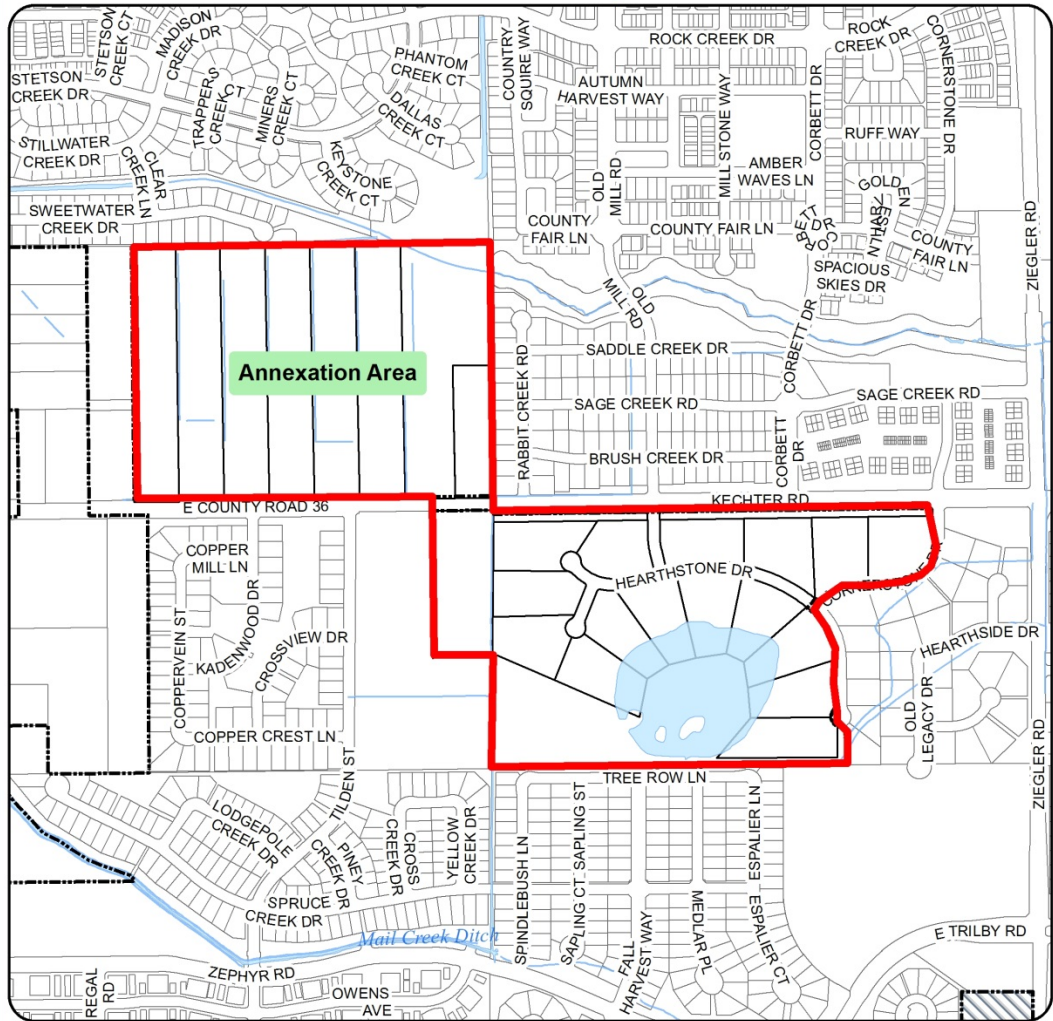 STETSON
CREEK CT
MADISON
CREEK DR
PHANTOM
CREEK CT
COUNTRY
SQUIRE WAY
ROCK CREEK DR
ROCK
CREEK DR
CORNERSTONE DR
STETSON
CREEK DR
TRAPPERS
CREEK CT
MINERS
CREEK CT
DALLAS
CREEK CT
AUTUMN
HARVEST WAY
MILL STONE WAY
CORBETT DR
RUFF WAY
STILLWATER
CREEK DR
CLEAR
CREEK LN
KEYSTONE
CREEK CT
OLD
MILL RD
AMBER
WAVES LN
GOLDEN
ZIEGLER RD
SWEETWATER
CREEK DR
COUNTY
FAIR LN
COUNTY FAIR LN
CORBETT
DR
COUNTY
FAIR LN
SPACIOUS
SKIES DR
OLD
MILL RD
CORBETT DR
SADDLE CREEK DR
Annexation Area
RABBIT CREEK RD
SAGE CREEK RD
SAGE CREEK RD
CORBETT
DR
BRUSH CREEK DR
KECHTER RD
E COUNTY ROAD 36
COPPER
MILL LN
HEARTHSTONE DR
CORNERSTONE DR
COPPERVEIN ST
KADENWOOD DR
CROSSVIEW DR
HEARTHSIDE DR
OLD
LEGACY DR
COPPER CREST LN
TILDEN ST
TREE ROW LN
ZIEGLER RD
LODGEPOLE
CREEK DR
PINEY
CREEK DR
CROSS
CREEK DR
YELLOW
CREEK DR
SPINDLEBUSH LN
SAPLING CT
SAPLING ST
ESPALIER LN
SPRUCE
CREEK DR
FALL
HARVEST WAY
MEDLAR PL
ESPALIER CT
E TRILBY RD
Mail Creek Ditch
ZEPHYR RD
REGAL
RD
OWENS
AVE